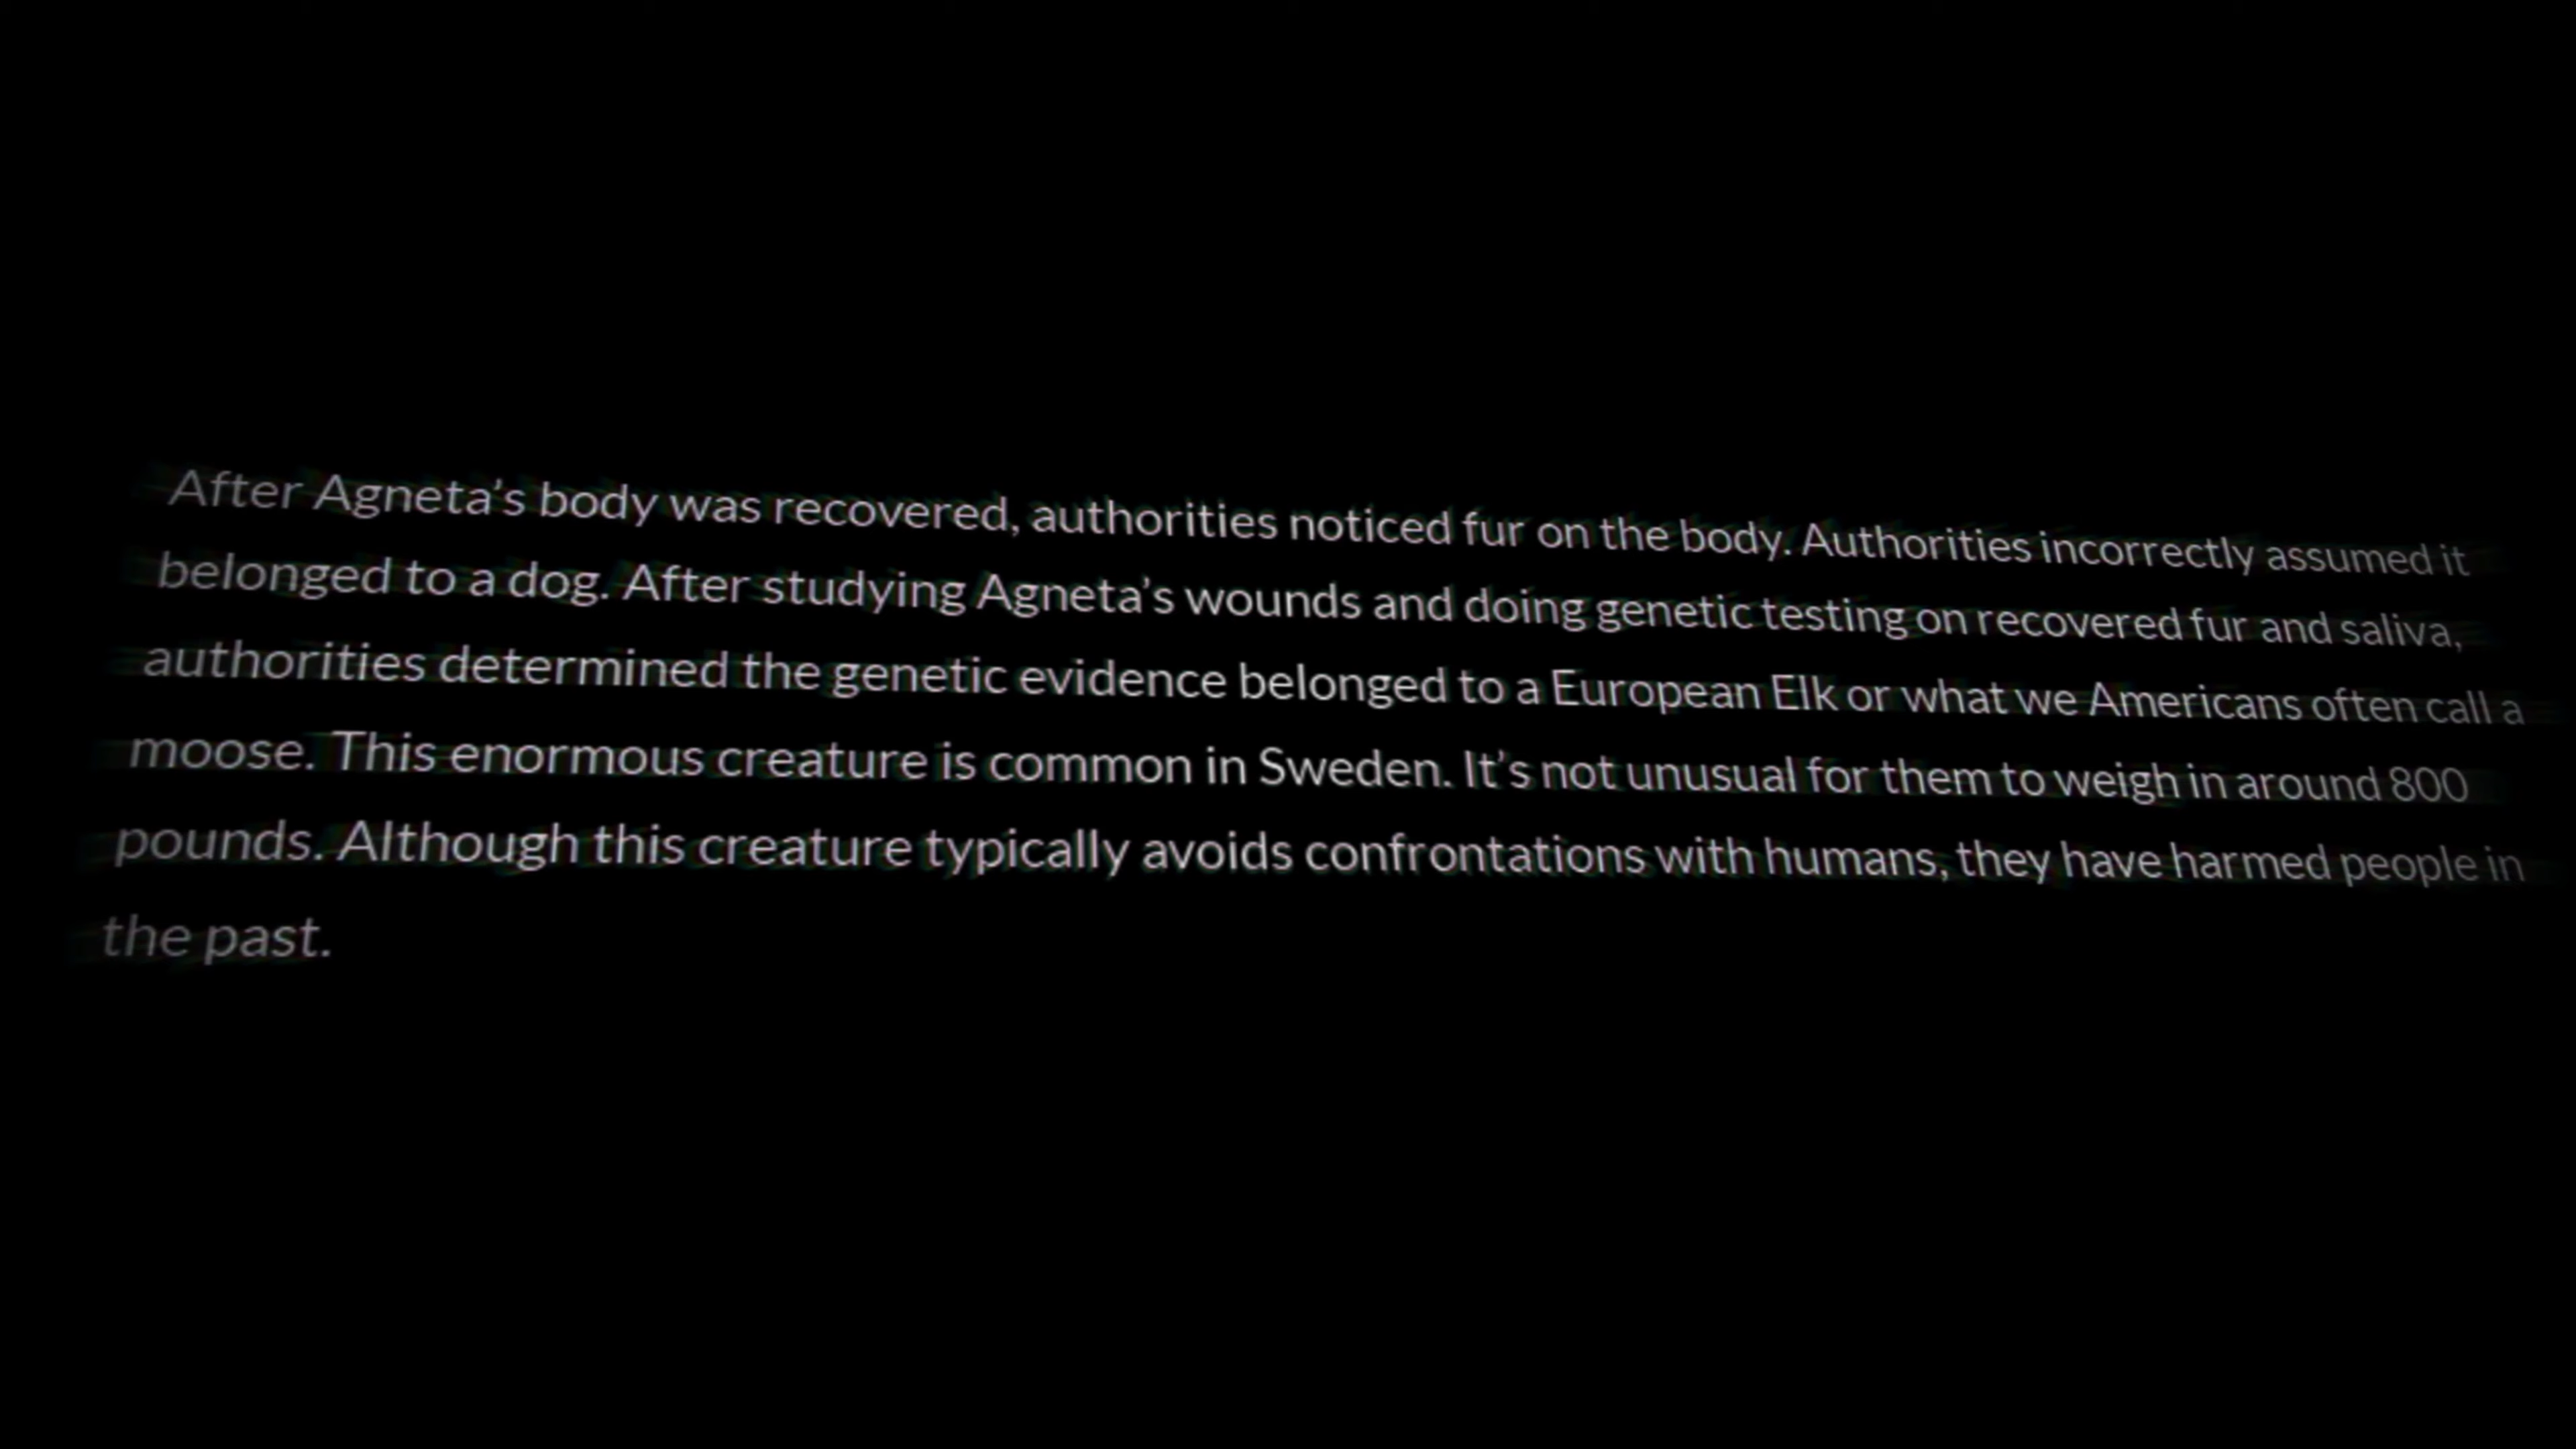 After Agneta’s body was recovered, authorities noticed fur on the body. Authorities incorrectly assumed it
belonged to a dog. After studying Agneta’s wounds and doing genetic testing on recovered fur and saliva,
authorities determined the genetic evidence belonged to a European Elk or what we Americans often call a
moose. This enormous creature is common in Sweden. It’s not unusual for them to weigh in around 800
pounds. Although this creature typically avoids confrontations with humans, they have harmed people in
the past.